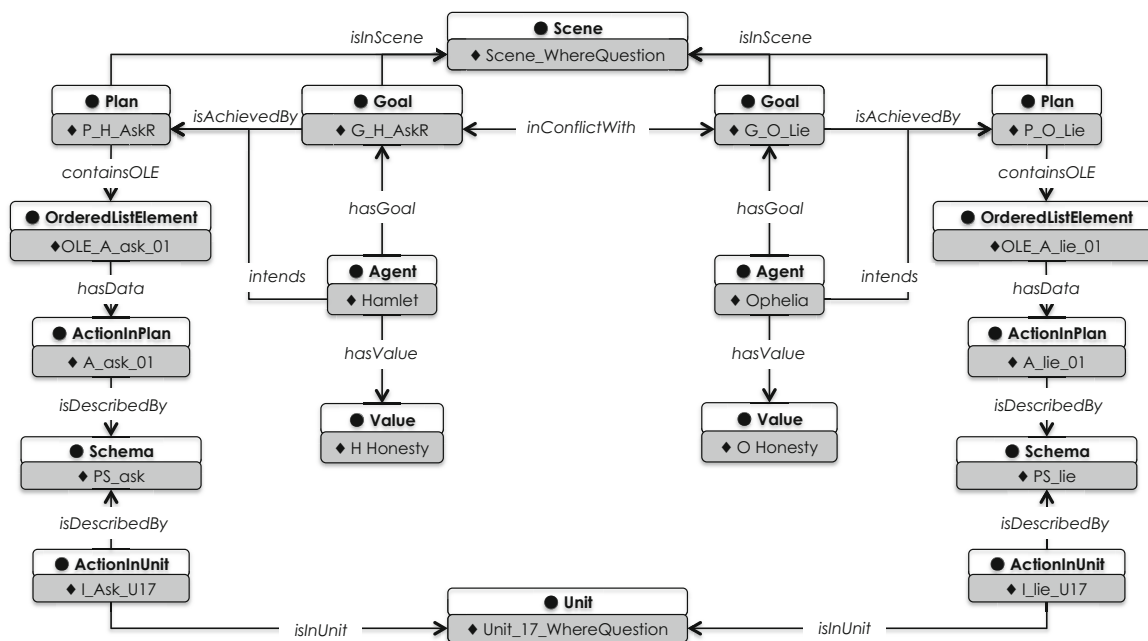 ● Scene
isInScene
isInScene
♦ Scene_WhereQuestion
● Plan
● Goal
● Goal
● Plan
isAchievedBy
isAchievedBy
♦ P_H_AskR
♦ G_H_AskR
inConflictWith
♦ G_O_Lie
♦ P_O_Lie
containsOLE
containsOLE
● OrderedListElement
hasGoal
hasGoal
● OrderedListElement
♦OLE_A_ask_01
♦OLE_A_lie_01
● Agent
● Agent
hasData
intends
intends
hasData
♦ Hamlet
♦ Ophelia
● ActionInPlan
● ActionInPlan
♦ A_ask_01
hasValue
hasValue
♦ A_lie_01
isDescribedBy
isDescribedBy
● Value
● Value
● Schema
♦ H Honesty
♦ O Honesty
● Schema
♦ PS_ask
♦ PS_lie
isDescribedBy
isDescribedBy
● ActionInUnit
● ActionInUnit
♦ I_Ask_U17
♦ I_lie_U17
● Unit
isInUnit
♦ Unit_17_WhereQuestion
isInUnit